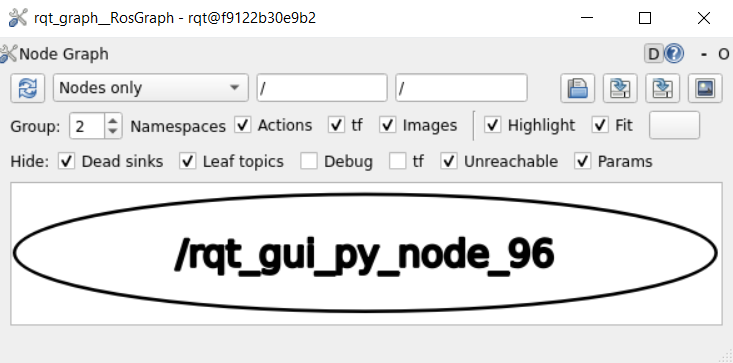 rqt_graph__RosGraph - rqt@f9122b30e9b2
Node Graph D ? - O
Nodes only / /
Group: 2 Namespaces Actions tf Images Highlight Fit
Hide: Dead sinks Leaf topics Debug tf Unreachable Params
/rqt_gui_py_node_96